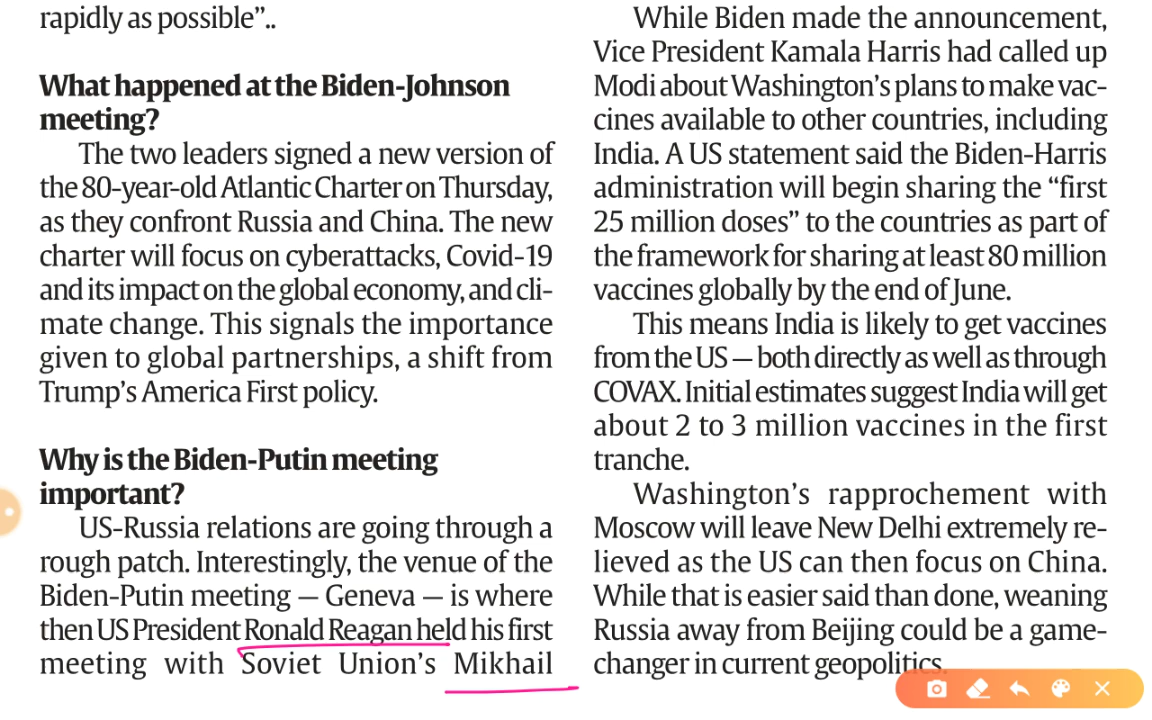 rapidly as possible”..
What happened at the Biden-Johnson
meeting?
The two leaders signed a new version of
the 80-year-old Atlantic Charter on Thursday,
as they confront Russia and China. The new
charter will focus on cyberattacks, Covid-19
and its impact on the global economy, and cli-
mate change. This signals the importance
given to global partnerships, a shift from
Trump’s America First policy.
Why is the Biden-Putin meeting
important?
US-Russia relations are going through a
rough patch. Interestingly, the venue of the
Biden-Putin meeting — Geneva — is where
then US President Ronald Reagan held his first
meeting with Soviet Union’s Mikhail
While Biden made the announcement,
Vice President Kamala Harris had called up
Modi about Washington’s plans to make vac-
cines available to other countries, including
India. A US statement said the Biden-Harris
administration will begin sharing the “first
25 million doses” to the countries as part of
the framework for sharing at least 80 million
vaccines globally by the end of June.
This means India is likely to get vaccines
from the US — both directly as well as through
COVAX. Initial estimates suggest India will get
about 2 to 3 million vaccines in the first
tranche.
Washington’s rapprochement with
Moscow will leave New Delhi extremely re-
lieved as the US can then focus on China.
While that is easier said than done, weaning
Russia away from Beijing could be a game-
changer in current geopolitics.